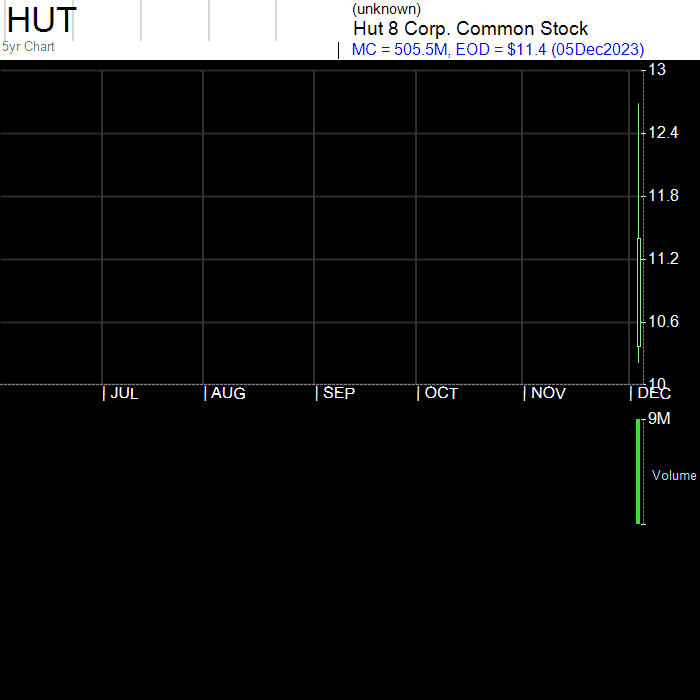 HUT
(unknown)
Hut 8 Corp. Common Stock
5yr Chart
| MC = 505.5M, EOD = $11.4 (05Dec2023)
13
12.4
11.8
11.2
10.6
10
| JUL | AUG | SEP | OCT | NOV | DEC
9M
Volume